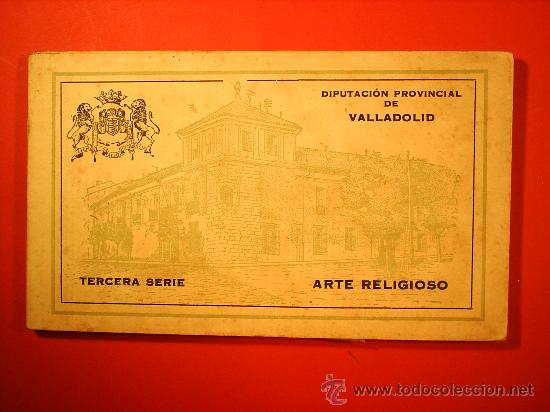 DIPUTACIÓN PROVINCIAL
DE
VALLADOLID
TERCERA SERIE
ARTE RELIGIOSO
www.todocoleccion.net